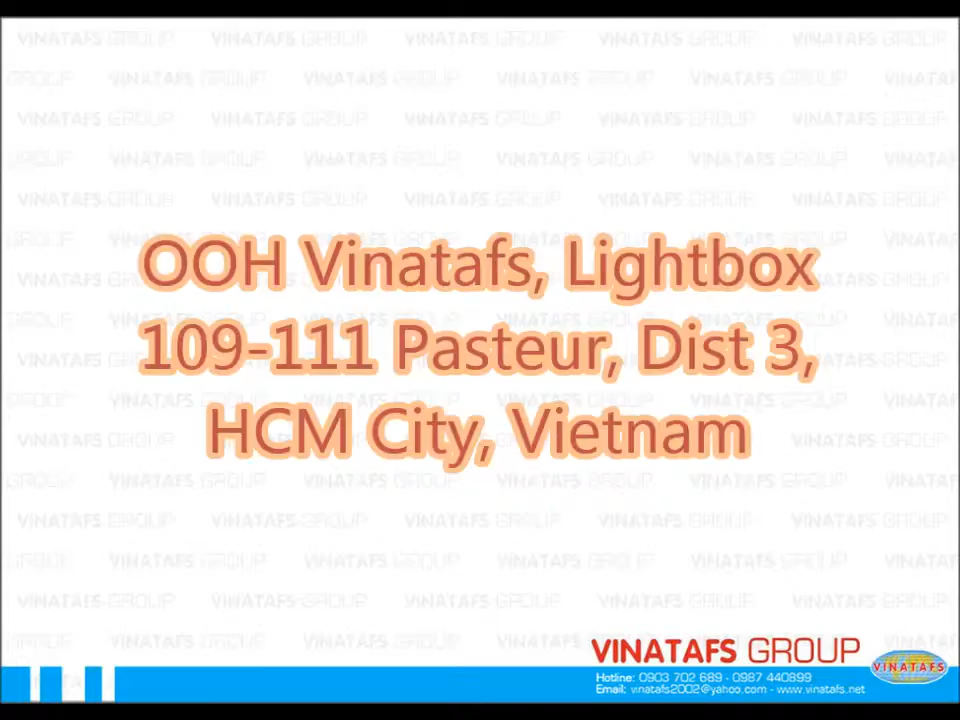 OOH Vinatafs, Lightbox
109-111 Pasteur, Dist 3,
HCM City, Vietnam
VINATAFS GROUP
Hotline: 0903 702 689 - 0987 440899
Email: vinatafs2002@yahoo.com - www.vinatafs.net
VINATAFS